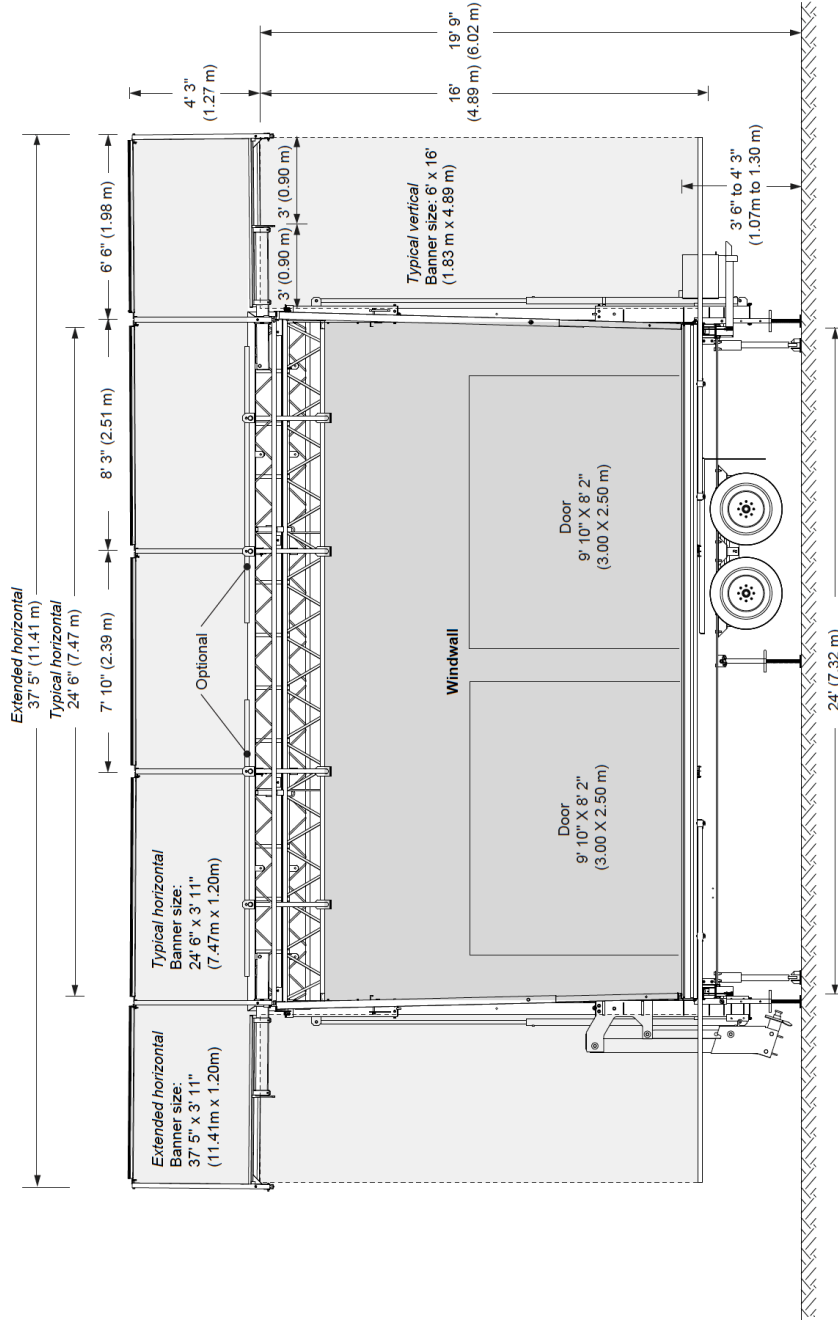 Extended horizontal
37' 5" (11.41 m)
Typical horizontal
24' 6" (7.47 m)
7' 10" (2.39 m)
8' 3" (2.51 m)
6' 6" (1.98 m)
4' 3"
(1.27 m)
Extended horizontal
Banner size:
37' 5" x 3' 11"
(11.41m x 1.20m)
Typical horizontal
Banner size:
24' 6" x 3' 11"
(7.47m x 1.20m)
Optional
3' (0.90 m)
3' (0.90 m)
16'
(4.89 m)
19' 9"
(6.02 m)
Typical vertical
Banner size: 6' x 16'
(1.83 m x 4.89 m)
Windwall
Door
9' 10" X 8' 2"
(3.00 X 2.50 m)
Door
9' 10" X 8' 2"
(3.00 X 2.50 m)
3' 6" to 4' 3"
(1.07m to 1.30 m)
24' (7.32 m)